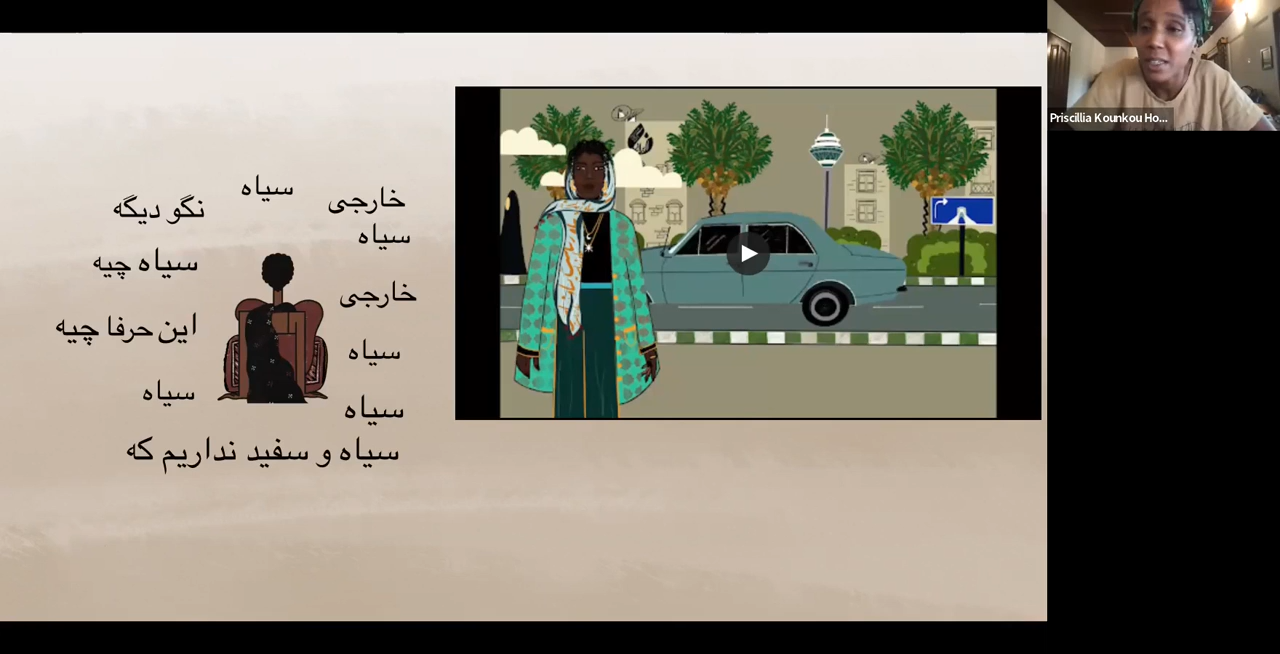 سیاه
خارجی
نگو دیگه
سیاه
سیاه چیه
خارجی
این حرفا چیه
سیاه
سیاه
سیاه
سیاه و سفید نداریم که
Priscillia Kounkou Ho...